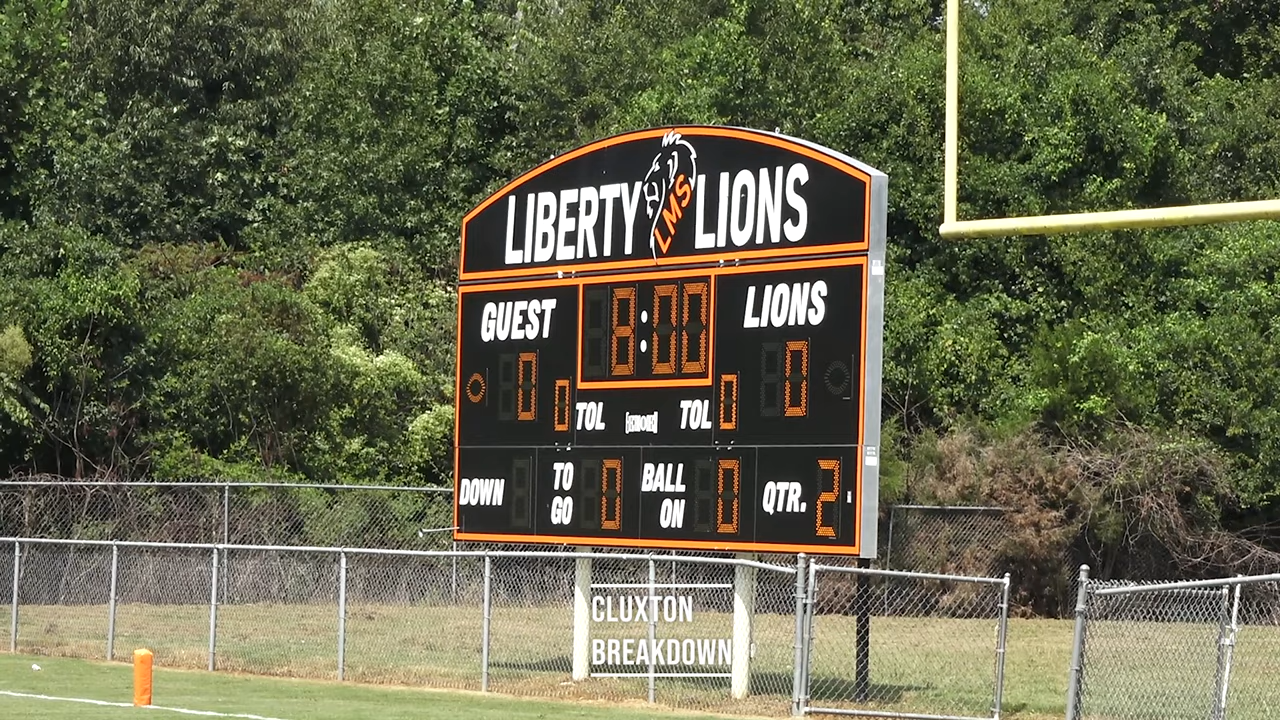 LIBERTY LMS LIONS
GUEST 8:00 LIONS
0 0 0 0
TOL TOL
DOWN TO GO 0 BALL ON 0 QTR. 2
CLUXTON
BREAKDOWN